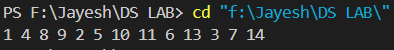 PS F:\Jayesh\DS LAB> cd "f:\Jayesh\DS LAB\"
1 4 8 9 2 5 10 11 6 13 3 7 14